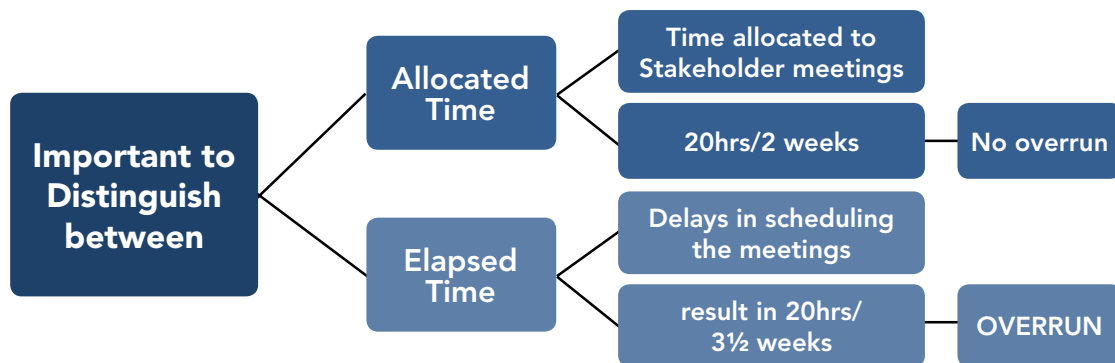 Important to
Distinguish
between
Allocated
Time
Time allocated to
Stakeholder meetings
20hrs/2 weeks
No overrun
Elapsed
Time
Delays in scheduling
the meetings
result in 20hrs/
3½ weeks
OVERRUN